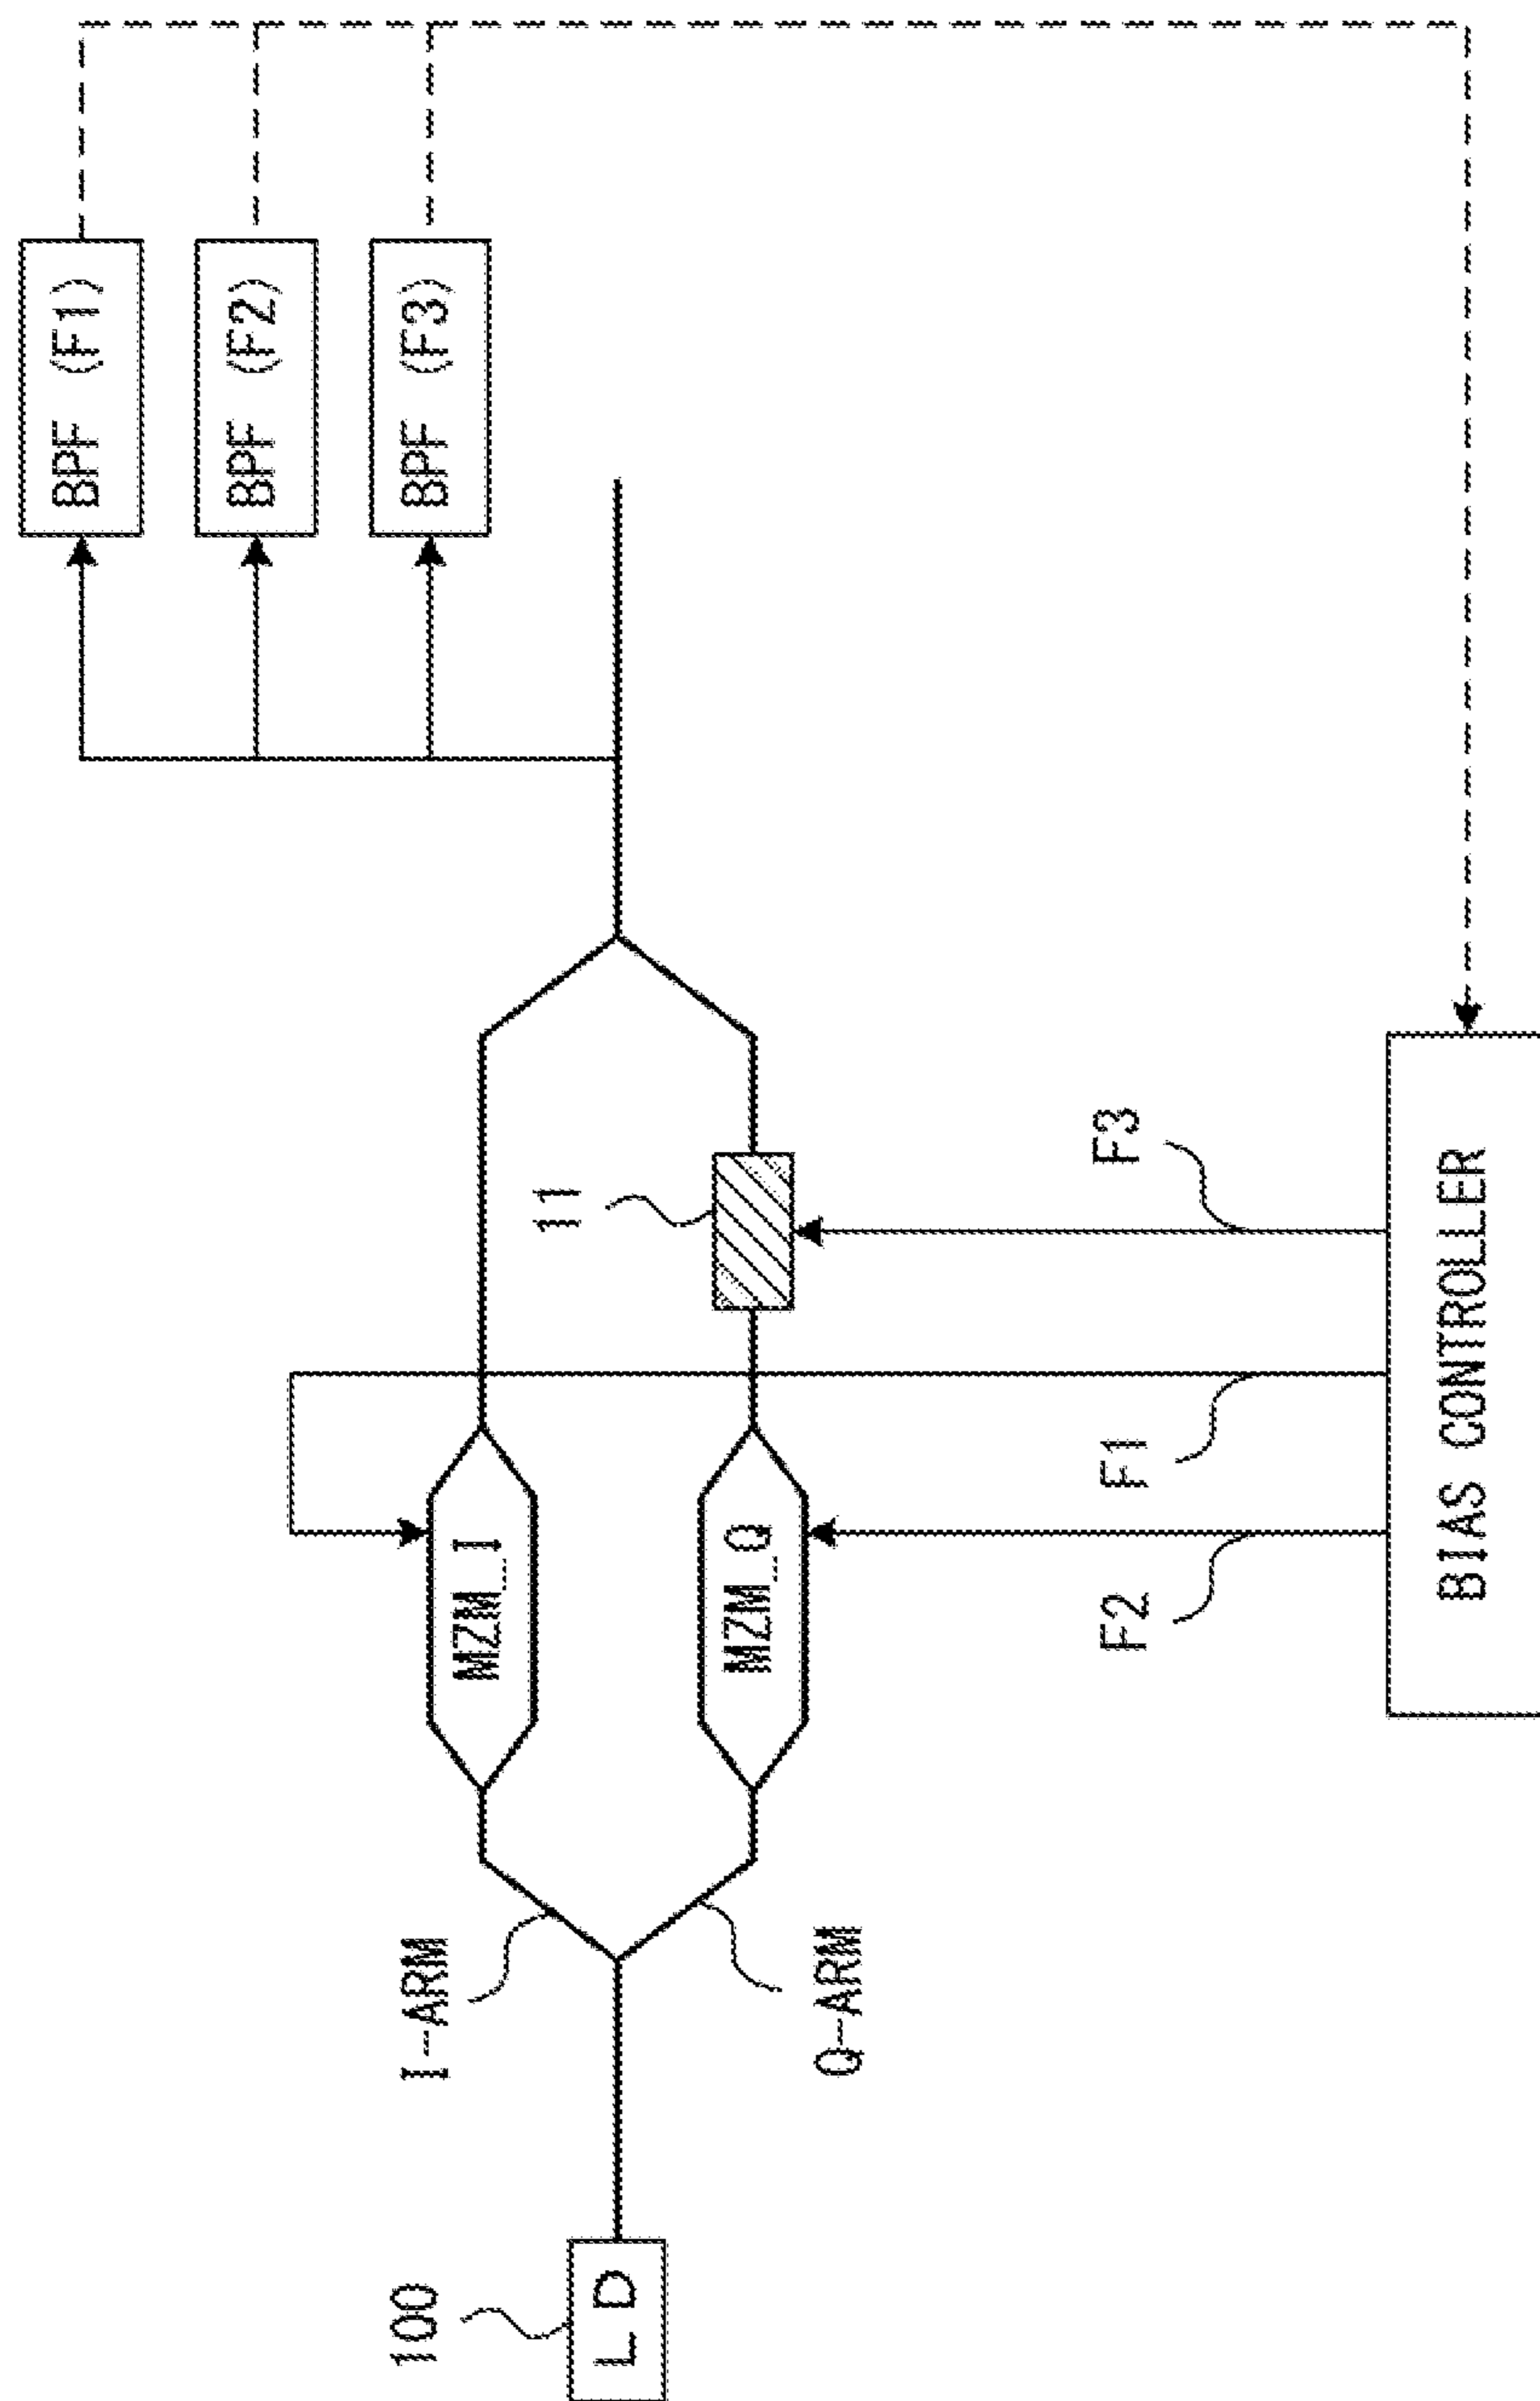 BPF (F1)
BPF (F2)
BPF (F3)
11
MZM_I
MZM_Q
I-ARM
Q-ARM
100
LD
F3
F1
F2
BIAS CONTROLLER